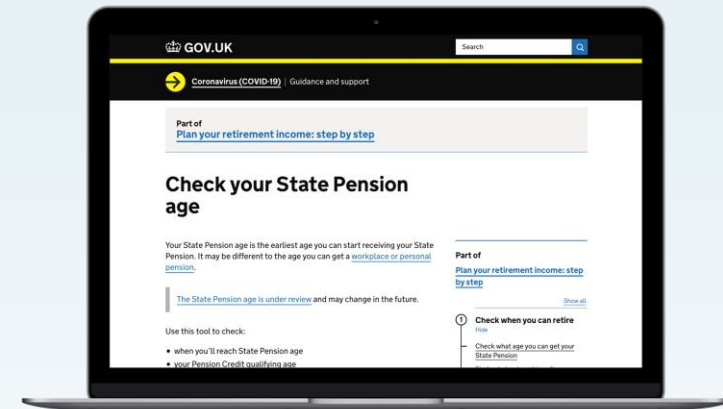 GOV.UK
Search
Coronavirus (COVID-19) | Guidance and support
Part of
Plan your retirement income: step by step
Check your State Pension
age
Your State Pension age is the earliest age you can start receiving your State
Pension. It may be different to the age you can get a workplace or personal
pension.
The State Pension age is under review and may change in the future.
Use this tool to check:
• when you'll reach State Pension age
• your Pension Credit qualifying age
Part of
Plan your retirement income: step
by step
Show all
1 Check when you can retire
Hide
Check what age you can get your
State Pension